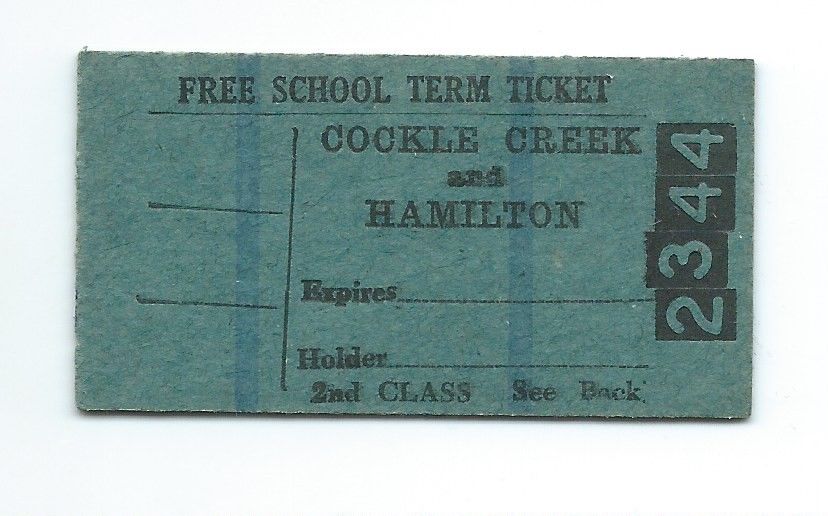 FREE SCHOOL TERM TICKET
COCKLE CREEK
and
HAMILTON
Expires
Holder
2nd CLASS See Back
2344